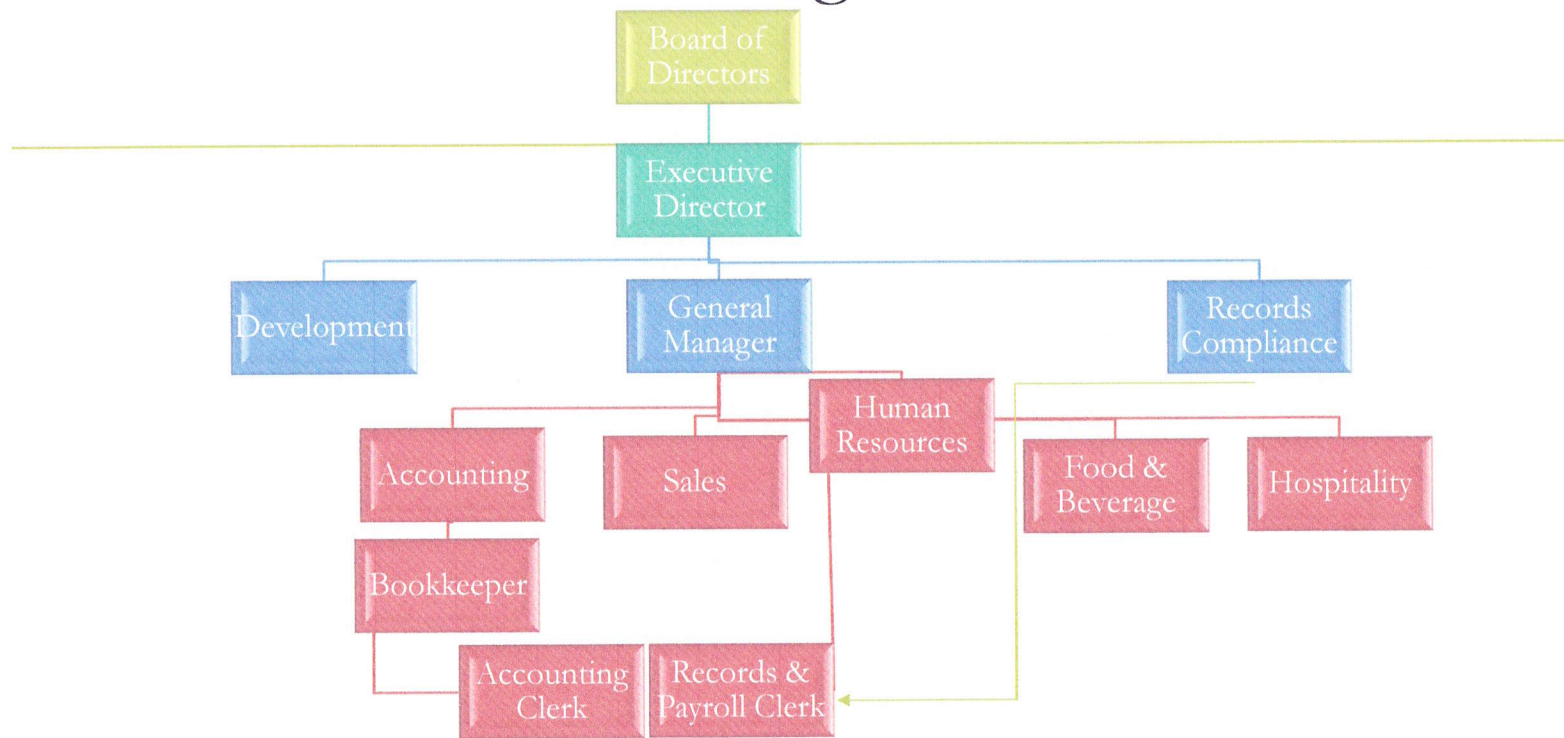 Board of
Directors
Executive
Director
Development
General
Manager
Records
Compliance
Human
Resources
Accounting
Sales
Food &
Beverage
Hospitality
Bookkeeper
Accounting
Clerk
Records &
Payroll Clerk